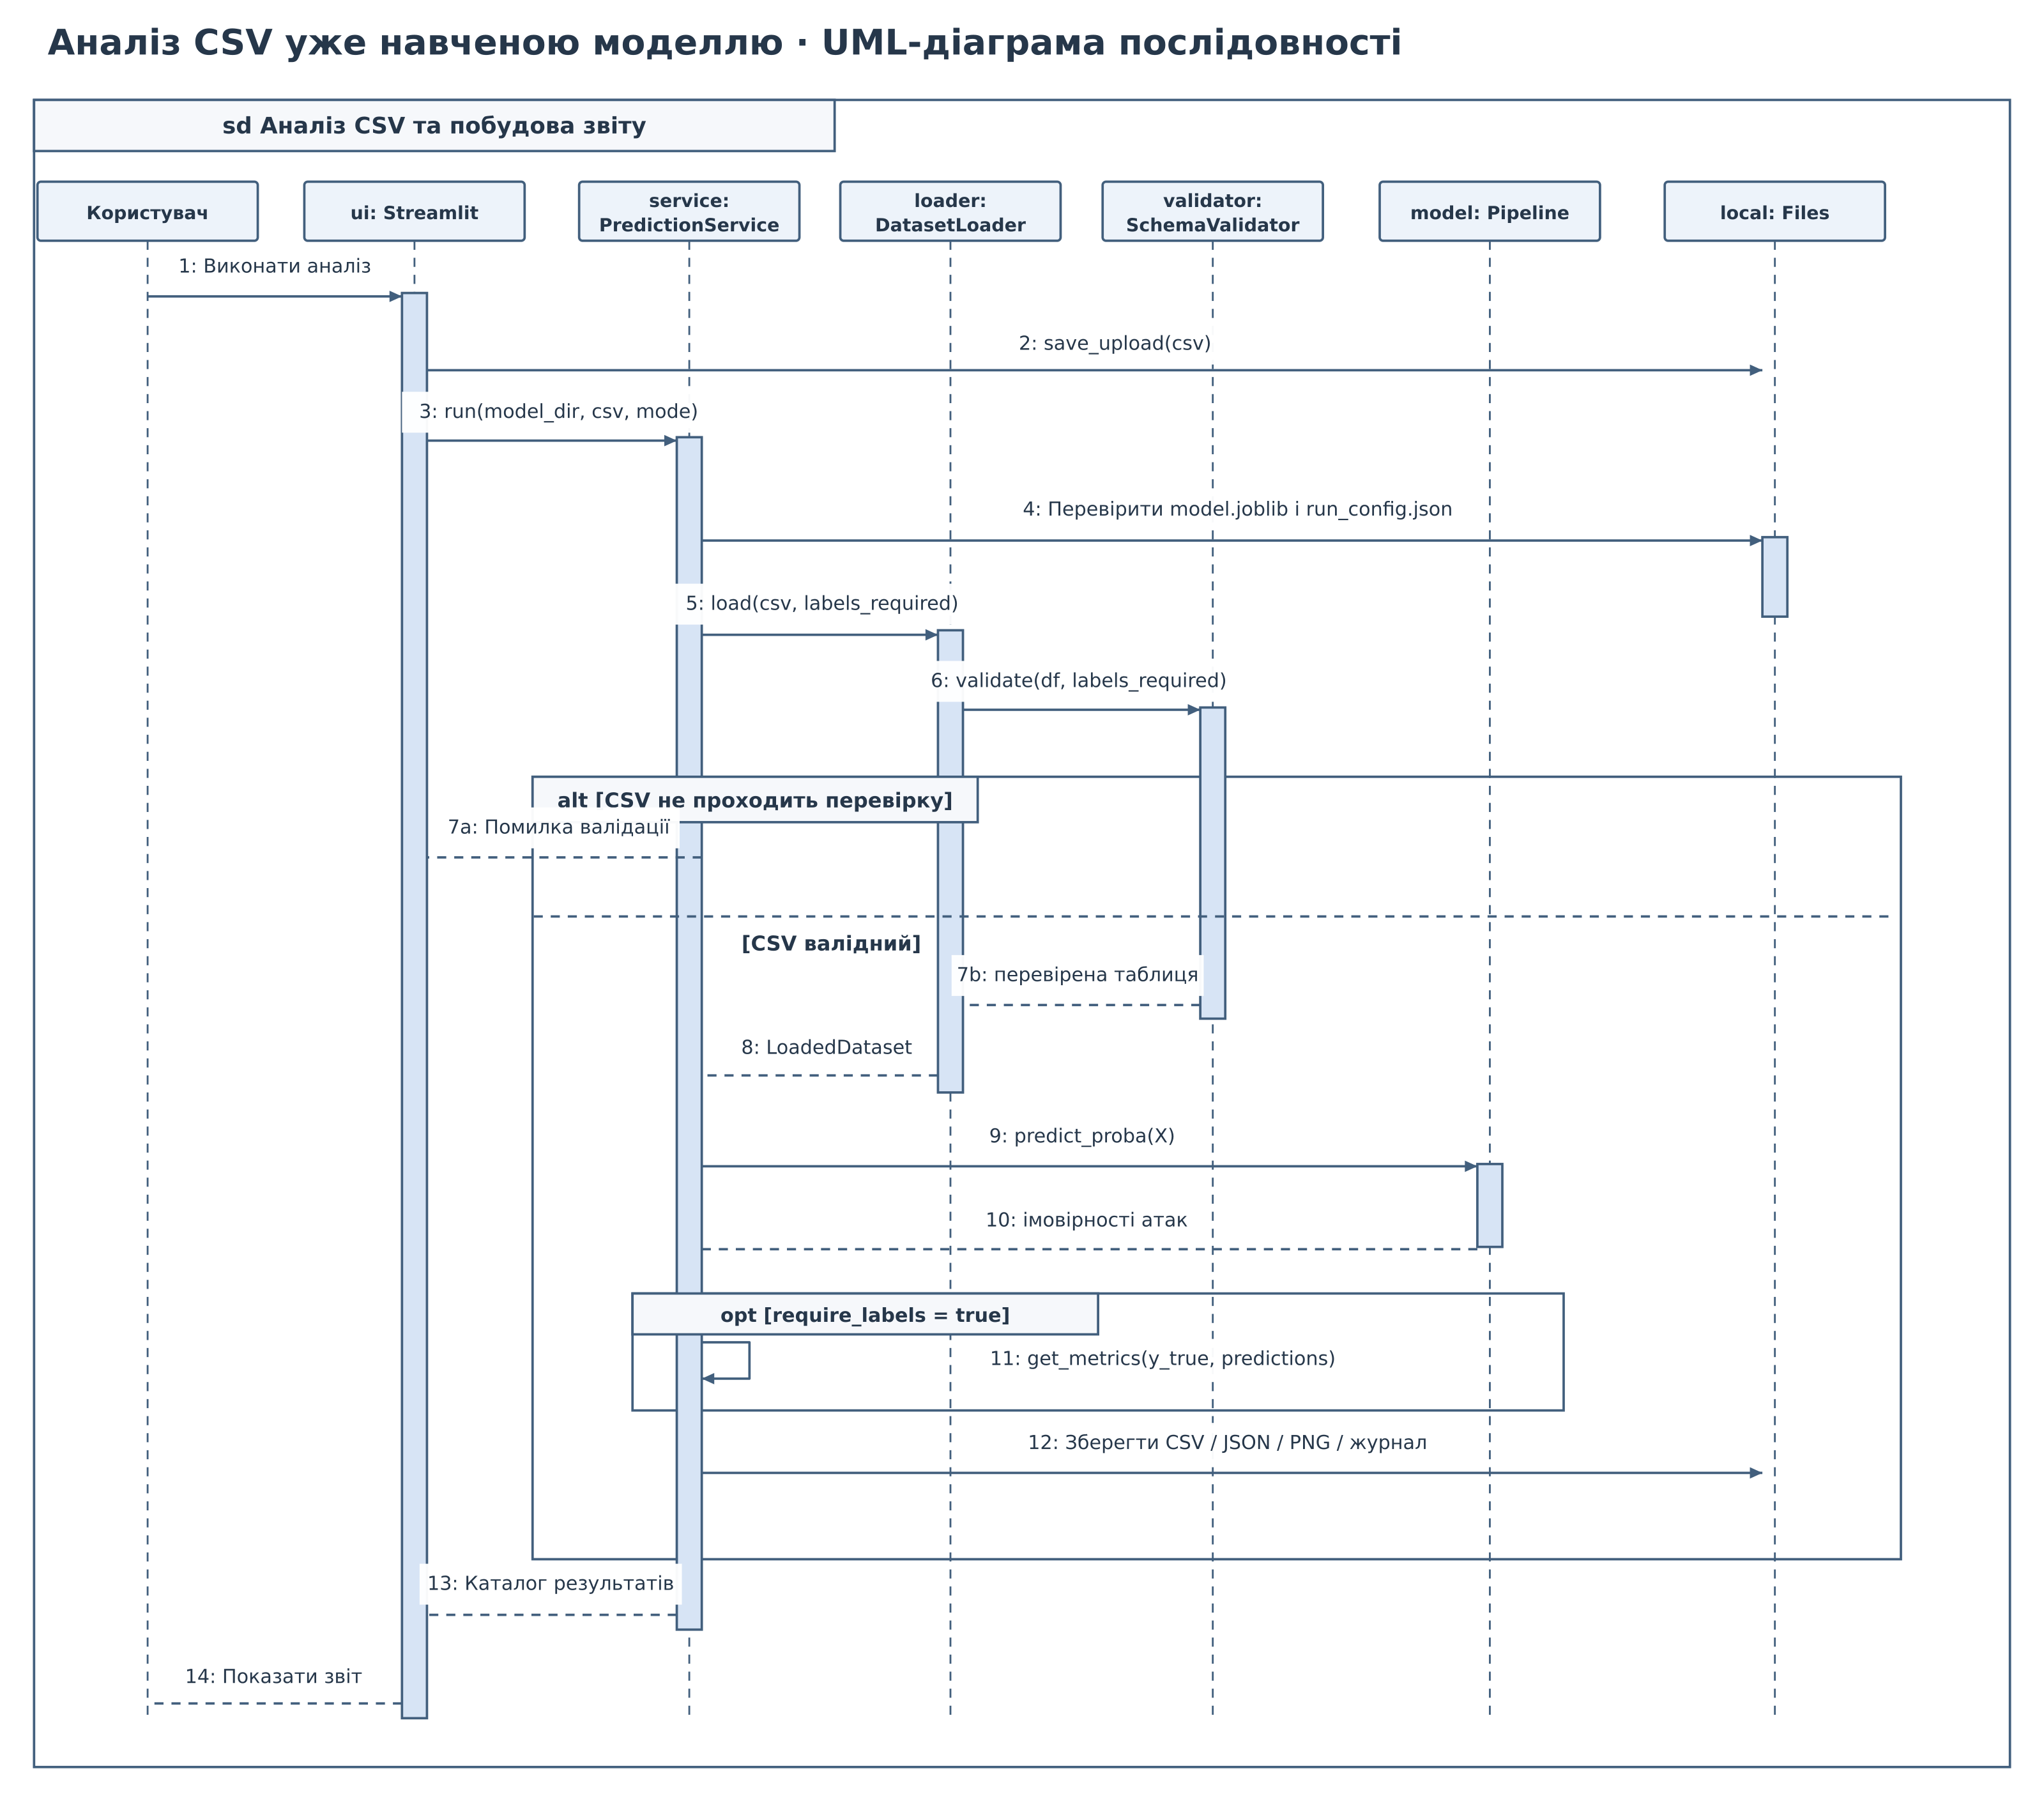 Аналіз CSV уже навченою моделлю · UML-діаграма послідовності
sd Аналіз CSV та побудова звіту
Користувач
ui: Streamlit
service:
PredictionService
loader:
DatasetLoader
validator:
SchemaValidator
model: Pipeline
local: Files
1: Виконати аналіз
2: save_upload(csv)
3: run(model_dir, csv, mode)
4: Перевірити model.joblib і run_config.json
5: load(csv, labels_required)
6: validate(df, labels_required)
alt [CSV не проходить перевірку]
7a: Помилка валідації
[CSV валідний]
7b: перевірена таблиця
8: LoadedDataset
9: predict_proba(X)
10: імовірності атак
opt [require_labels = true]
11: get_metrics(y_true, predictions)
12: Зберегти CSV / JSON / PNG / журнал
13: Каталог результатів
14: Показати звіт